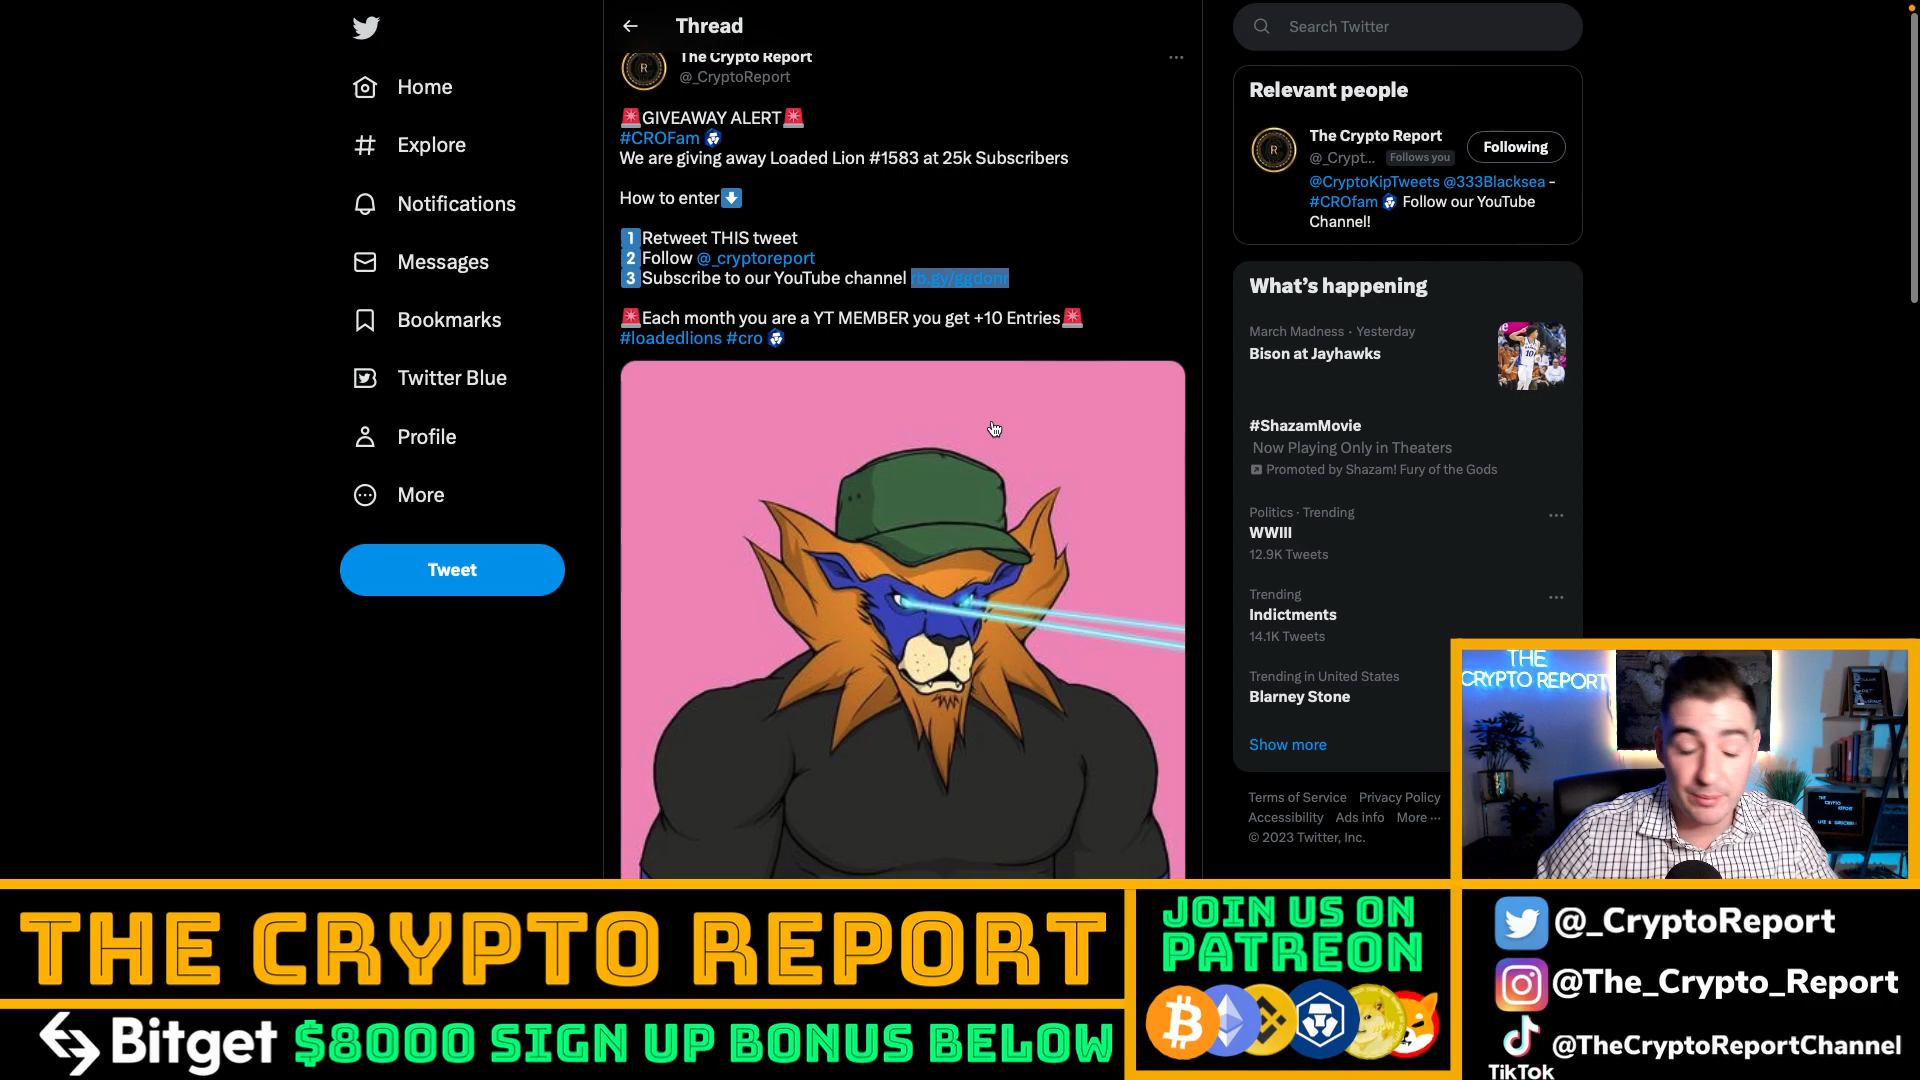 Home
Explore
Notifications
Messages
Bookmarks
Twitter Blue
Profile
More
Tweet
Thread
The Crypto Report
@_CryptoReport
GIVEAWAY ALERT
#CROFam
We are giving away Loaded Lion #1583 at 25k Subscribers
How to enter
1 Retweet THIS tweet
2 Follow @_cryptoreport
3 Subscribe to our YouTube channel rb.gy/ggdonr
Each month you are a YT MEMBER you get +10 Entries
#loadedlions #cro
Search Twitter
Relevant people
The Crypto Report
@_Crypt... Follows you
Following
@CryptoKipTweets @333Blacksea -
#CROfam Follow our YouTube
Channel!
What's happening
March Madness · Yesterday
Bison at Jayhawks
#ShazamMovie
Now Playing Only in Theaters
Promoted by Shazam! Fury of the Gods
Politics · Trending
WWIII
12.9K Tweets
Trending
Indictments
14.1K Tweets
Trending in United States
Blarney Stone
Show more
Terms of Service Privacy Policy
Accessibility Ads info More ...
© 2023 Twitter, Inc.
THE
CRYPTO REPORT
THE CRYPTO REPORT
Bitget $8000 SIGN UP BONUS BELOW
JOIN US ON
PATREON
@_CryptoReport
@The_Crypto_Report
@TheCryptoReportChannel
TikTok